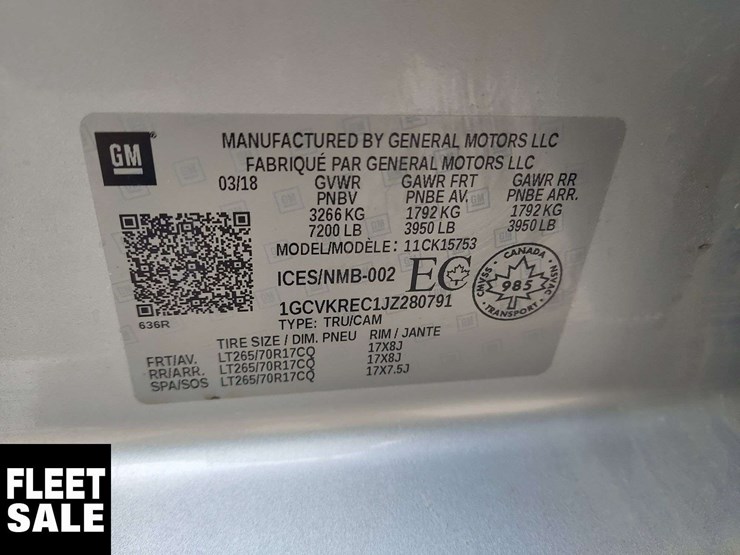 GM
MANUFACTURED BY GENERAL MOTORS LLC
FABRIQUÉ PAR GENERAL MOTORS LLC
03/18 GVWR GAWR FRT GAWR RR
PNBV PNBE AV. PNBE ARR.
3266 KG 1792 KG 1792 KG
7200 LB 3950 LB 3950 LB
MODEL/MODÈLE: 11CK15753
ICES/NMB-002 EC
CANADA
CMVSS NSVAC
985
TRANSPORT
1GCVKREC1JZ280791
TYPE: TRU/CAM
636R
TIRE SIZE / DIM. PNEU RIM / JANTE
FRT/AV. LT265/70R17CQ 17X8J
RR/ARR. LT265/70R17CQ 17X8J
SPA/SOS LT265/70R17CQ 17X7.5J
FLEET
SALE